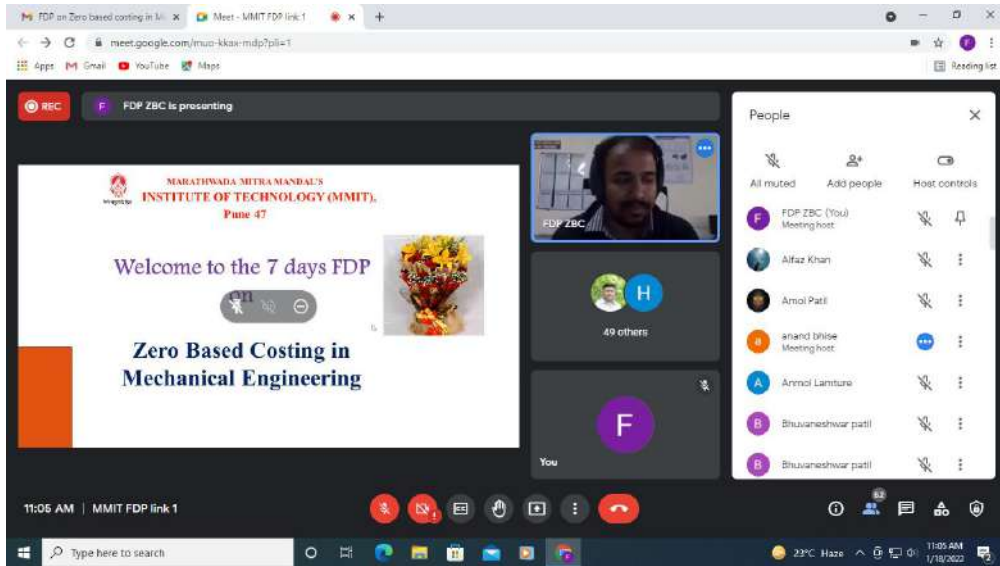 FDP on Zero based costing in M
Meet - MMIT FDP link 1
meet.google.com/muo-kkax-mdp?pli=1
Apps
Gmail
YouTube
Maps
Reading list
REC
F
FDP ZBC is presenting
MARATHWADA MITRA MANDAL'S
INSTITUTE OF TECHNOLOGY (MMIT),
Pune 47
Welcome to the 7 days FDP
on
Zero Based Costing in
Mechanical Engineering
FDP ZBC
H
49 others
F
You
People
All muted
Add people
Host controls
F
FDP ZBC (You)
Meeting host
Alfaz Khan
Amol Patil
a
anand bhise
Meeting host
A
Anmol Lamture
B
Bhuvaneshwar patil
B
Bhuvaneshwar patil
11:05 AM | MMIT FDP link 1
62
Type here to search
23°C Haze
11:05 AM
1/18/2022